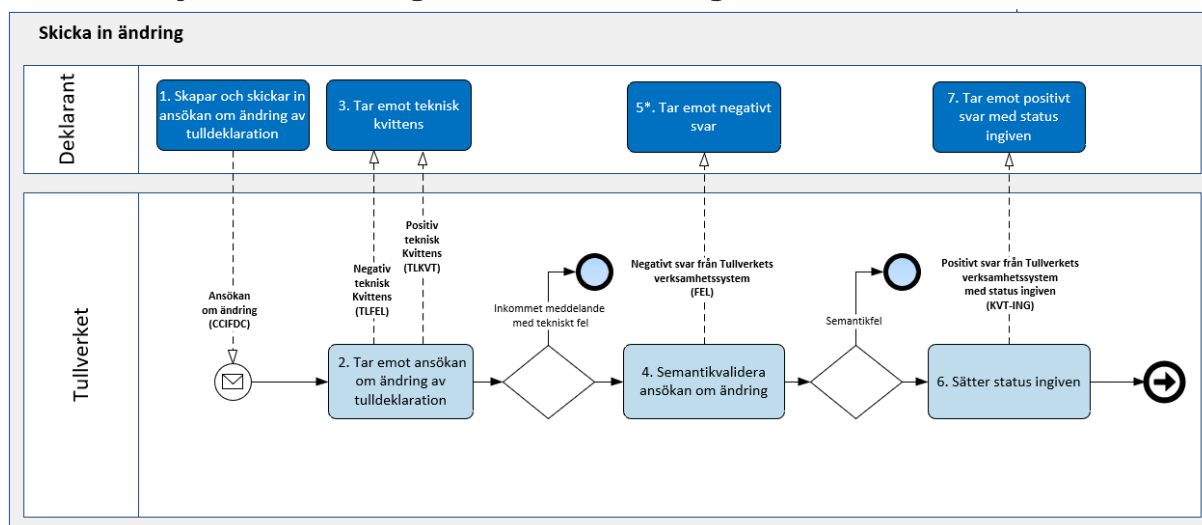 Skicka in ändring
Deklarant
1. Skapar och skickar in
ansökan om ändring av
tulldeklaration
3. Tar emot teknisk
kvittens
5*. Tar emot negativt
svar
7. Tar emot positivt
svar med status
ingiven
Tullverket
Ansökan
om ändring
(CCIFDC)
Negativ
teknisk
Kvittens
(TLFEL)
Positiv
teknisk
Kvittens
(TLKVT)
Inkommet meddelande
med tekniskt fel
Negativt svar från Tullverkets
verksamhetssystem
(FEL)
Semantikfel
Positivt svar från Tullverkets
verksamhetssystem
med status ingiven
(KVT-ING)
2. Tar emot ansökan
om ändring av
tulldeklaration
4. Semantikvalidera
ansökan om ändring
6. Sätter status ingiven